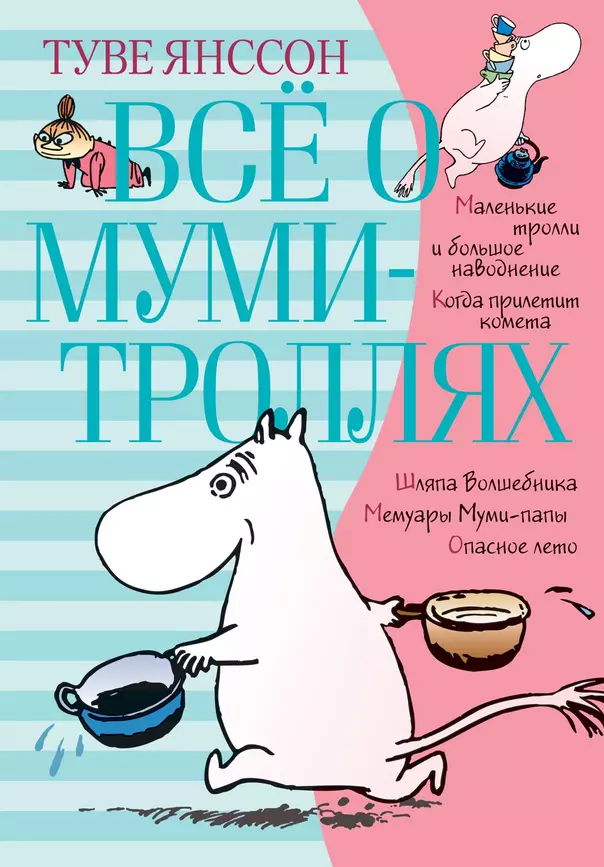 ТУВЕ ЯНССОН
ВСЁ О
МУМИ-
ТРОЛЛЯХ
Маленькие
тролли
и большое
наводнение
Когда прилетит
комета
Шляпа Волшебника
Мемуары Муми-папы
Опасное лето